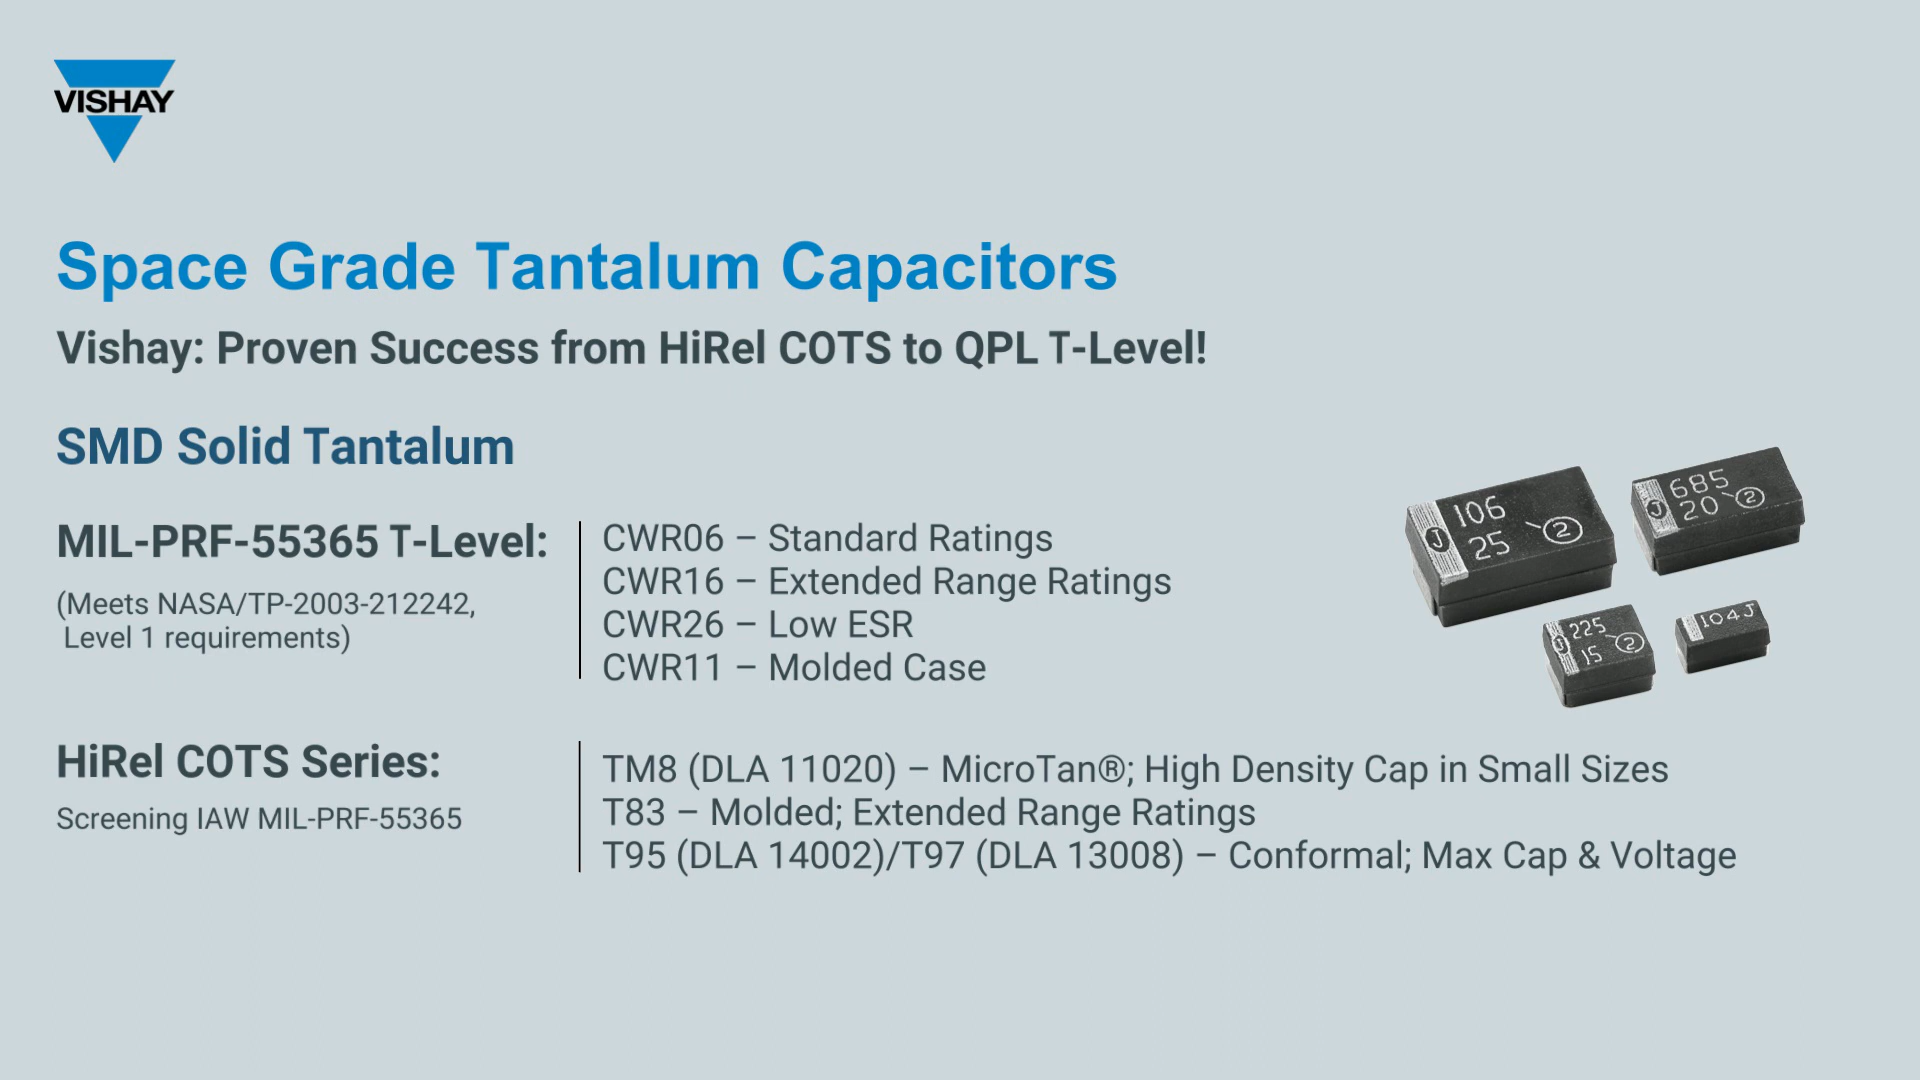 VISHAY
Space Grade Tantalum Capacitors
Vishay: Proven Success from HiRel COTS to QPL T-Level!
SMD Solid Tantalum
MIL-PRF-55365 T-Level:
(Meets NASA/TP-2003-212242,
Level 1 requirements)
CWR06 – Standard Ratings
CWR16 – Extended Range Ratings
CWR26 – Low ESR
CWR11 – Molded Case
J 106
25 2
J 685
20 2
J 225
15 2
104J
HiRel COTS Series:
Screening IAW MIL-PRF-55365
TM8 (DLA 11020) – MicroTan®; High Density Cap in Small Sizes
T83 – Molded; Extended Range Ratings
T95 (DLA 14002)/T97 (DLA 13008) – Conformal; Max Cap & Voltage